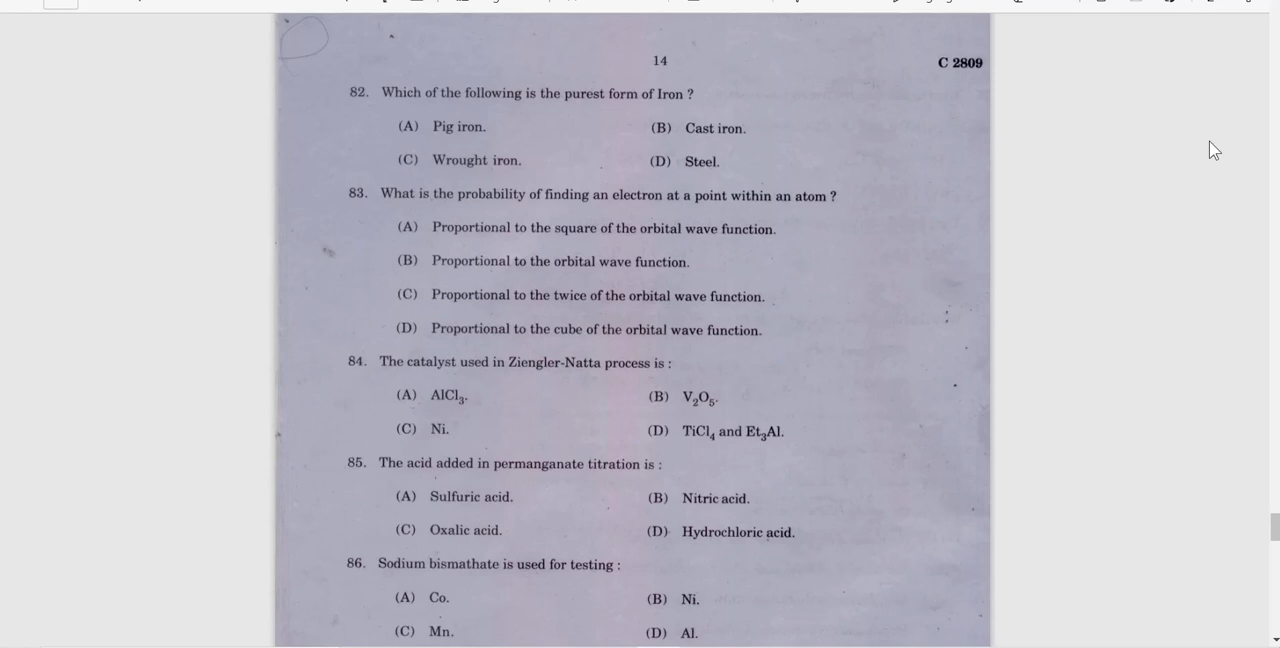 14
C 2809
82. Which of the following is the purest form of Iron ?
(A) Pig iron. (B) Cast iron.
(C) Wrought iron. (D) Steel.
83. What is the probability of finding an electron at a point within an atom ?
(A) Proportional to the square of the orbital wave function.
(B) Proportional to the orbital wave function.
(C) Proportional to the twice of the orbital wave function.
(D) Proportional to the cube of the orbital wave function.
84. The catalyst used in Ziengler-Natta process is :
(A) AlCl₃. (B) V₂O₅.
(C) Ni. (D) TiCl₄ and Et₃Al.
85. The acid added in permanganate titration is :
(A) Sulfuric acid. (B) Nitric acid.
(C) Oxalic acid. (D) Hydrochloric acid.
86. Sodium bismathate is used for testing :
(A) Co. (B) Ni.
(C) Mn. (D) Al.